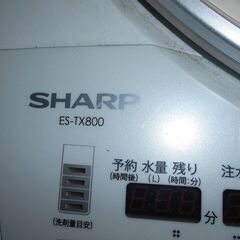 SHARP
ES-TX800
予約 水量 残り
(時間後) (L) (時間:分)
分
注水
(洗剤量目安)